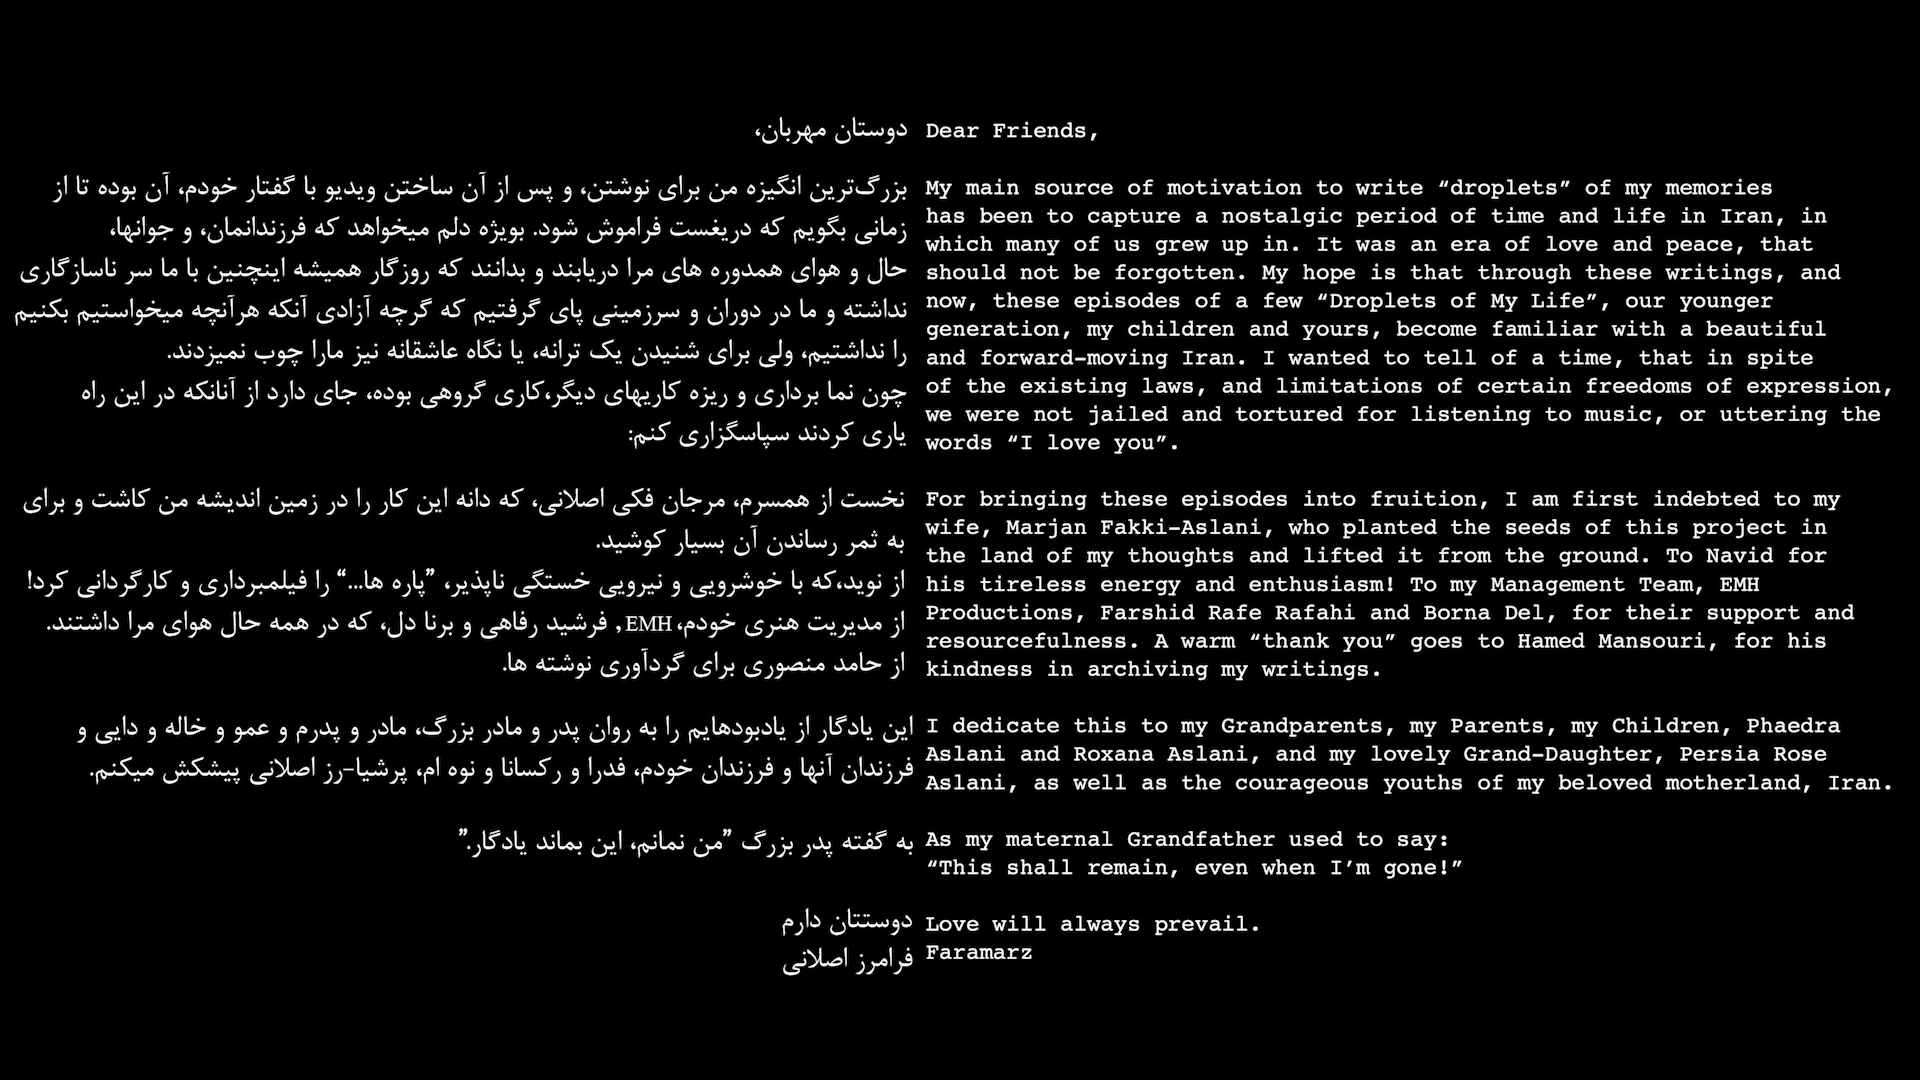 دوستان مهربان،
بزرگ‌ترین انگیزه من برای نوشتن، و پس از آن ساختن ویدیو با گفتار خودم، آن بوده تا از
زمانی بگویم که دریغست فراموش شود. بویژه دلم میخواهد که فرزندانمان، و جوانها،
حال و هوای همدوره های مرا دریابند و بدانند که روزگار همیشه اینچنین با ما سر ناسازگاری
نداشته و ما در دوران و سرزمینی پای گرفتیم که گرچه آزادی آنکه هرآنچه میخواستیم بکنیم
را نداشتیم، ولی برای شنیدن یک ترانه، یا نگاه عاشقانه نیز مارا چوب نمیزدند.
چون نما برداری و ریزه کاریهای دیگر،کاری گروهی بوده، جای دارد از آنانکه در این راه
یاری کردند سپاسگزاری کنم:
نخست از همسرم، مرجان فکی اصلانی، که دانه این کار را در زمین اندیشه من کاشت و برای
به ثمر رساندن آن بسیار کوشید.
از نوید،که با خوشرویی و نیرویی خستگی ناپذیر، ”پاره ها...“ را فیلمبرداری و کارگردانی کرد!
از مدیریت هنری خودم، EMH, فرشید رفاهی و برنا دل، که در همه حال هوای مرا داشتند.
از حامد منصوری برای گردآوری نوشته ها.
این یادگار از یادبودهایم را به روان پدر و مادر بزرگ، مادر و پدرم و عمو و خاله و دایی و
فرزندان آنها و فرزندان خودم، فدرا و رکسانا و نوه ام، پرشیا-رز اصلانی پیشکش میکنم.
به گفته پدر بزرگ ”من نمانم، این بماند یادگار.”
دوستتان دارم
فرامرز اصلانی
Dear Friends,
My main source of motivation to write “droplets” of my memories
has been to capture a nostalgic period of time and life in Iran, in
which many of us grew up in. It was an era of love and peace, that
should not be forgotten. My hope is that through these writings, and
now, these episodes of a few “Droplets of My Life”, our younger
generation, my children and yours, become familiar with a beautiful
and forward-moving Iran. I wanted to tell of a time, that in spite
of the existing laws, and limitations of certain freedoms of expression,
we were not jailed and tortured for listening to music, or uttering the
words “I love you”.
For bringing these episodes into fruition, I am first indebted to my
wife, Marjan Fakki-Aslani, who planted the seeds of this project in
the land of my thoughts and lifted it from the ground. To Navid for
his tireless energy and enthusiasm! To my Management Team, EMH
Productions, Farshid Rafe Rafahi and Borna Del, for their support and
resourcefulness. A warm “thank you” goes to Hamed Mansouri, for his
kindness in archiving my writings.
I dedicate this to my Grandparents, my Parents, my Children, Phaedra
Aslani and Roxana Aslani, and my lovely Grand-Daughter, Persia Rose
Aslani, as well as the courageous youths of my beloved motherland, Iran.
As my maternal Grandfather used to say:
“This shall remain, even when I’m gone!”
Love will always prevail.
Faramarz